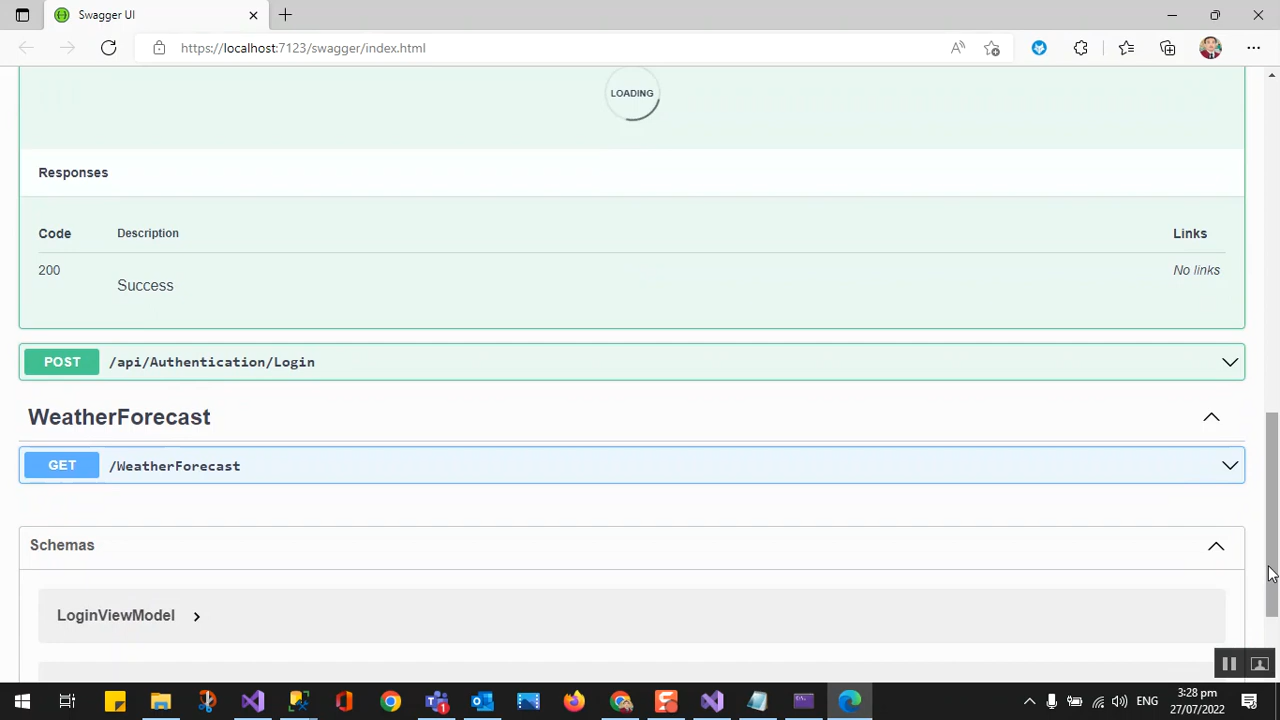 Swagger UI
https://localhost:7123/swagger/index.html
LOADING
Responses
Code Description Links
200 Success No links
POST /api/Authentication/Login
WeatherForecast
GET /WeatherForecast
Schemas
LoginViewModel
1
ENG
3:28 pm
27/07/2022